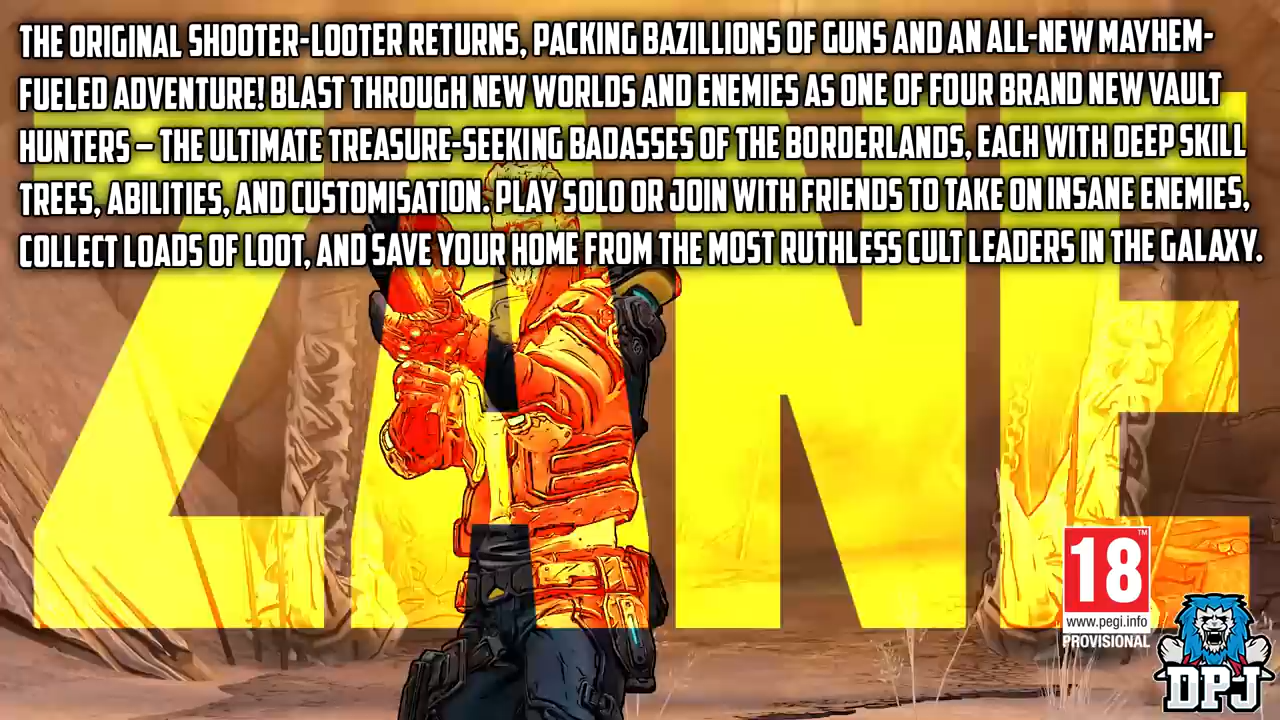 THE ORIGINAL SHOOTER-LOOTER RETURNS, PACKING BAZILLIONS OF GUNS AND AN ALL-NEW MAYHEM-
FUELED ADVENTURE! BLAST THROUGH NEW WORLDS AND ENEMIES AS ONE OF FOUR BRAND NEW VAULT
HUNTERS – THE ULTIMATE TREASURE-SEEKING BADASSES OF THE BORDERLANDS, EACH WITH DEEP SKILL
TREES, ABILITIES, AND CUSTOMISATION. PLAY SOLO OR JOIN WITH FRIENDS TO TAKE ON INSANE ENEMIES,
COLLECT LOADS OF LOOT, AND SAVE YOUR HOME FROM THE MOST RUTHLESS CULT LEADERS IN THE GALAXY.
ZANE
18™
www.pegi.info
PROVISIONAL
DPJ